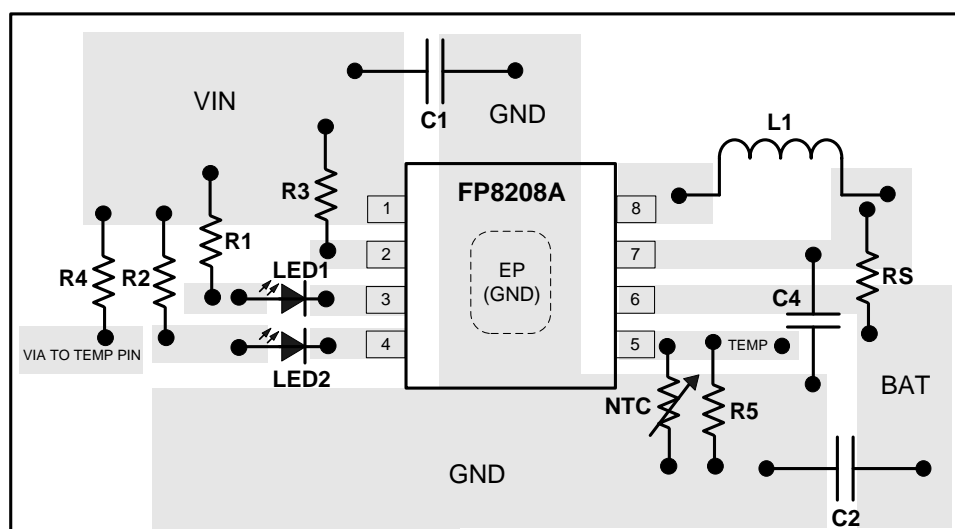 VIN
C1
GND
L1
R3
FP8208A
1
8
R1
2
7
R4
R2
LED1
EP
(GND)
RS
3
6
C4
VIA TO TEMP PIN
4
5
TEMP
LED2
NTC
R5
BAT
GND
C2